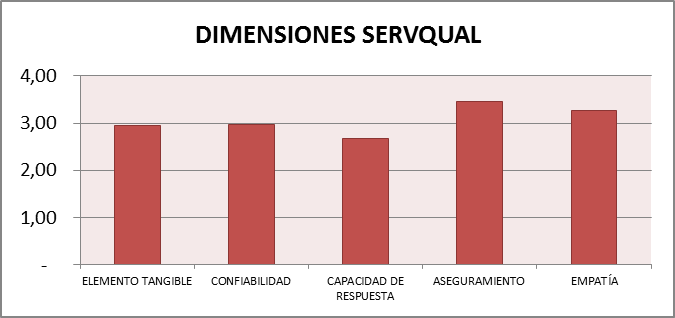 DIMENSIONES SERVQUAL
4,00
3,00
2,00
1,00
-
ELEMENTO TANGIBLE
CONFIABILIDAD
CAPACIDAD DE
RESPUESTA
ASEGURAMIENTO
EMPATÍA